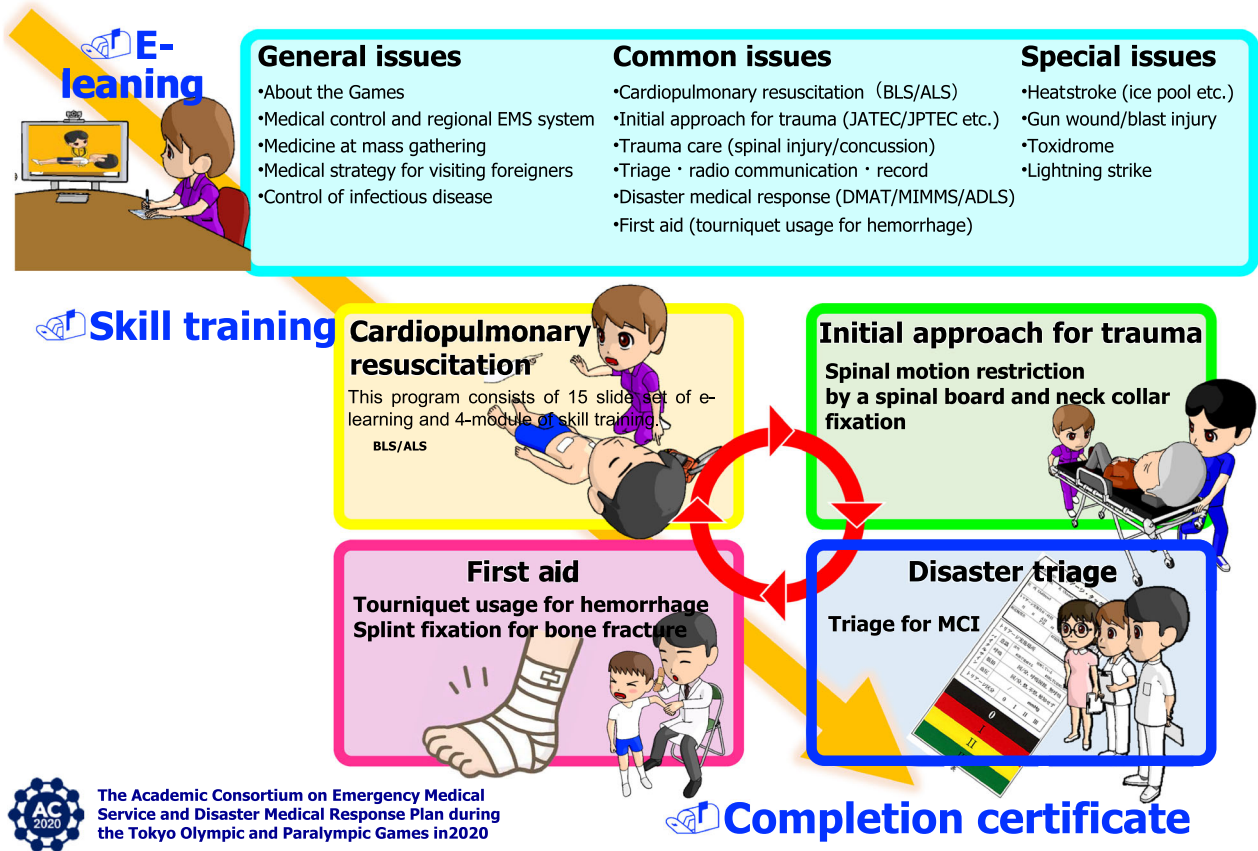 E-
leaning
General issues
•About the Games
•Medical control and regional EMS system
•Medicine at mass gathering
•Medical strategy for visiting foreigners
•Control of infectious disease
Common issues
•Cardiopulmonary resuscitation（BLS/ALS）
•Initial approach for trauma (JATEC/JPTEC etc.)
•Trauma care (spinal injury/concussion)
•Triage・radio communication・record
•Disaster medical response (DMAT/MIMMS/ADLS)
•First aid (tourniquet usage for hemorrhage)
Special issues
•Heatstroke (ice pool etc.)
•Gun wound/blast injury
•Toxidrome
•Lightning strike
Skill training
Cardiopulmonary
resuscitation
This program consists of 15 slide set of e-
learning and 4-module of skill training.
BLS/ALS
Initial approach for trauma
Spinal motion restriction
by a spinal board and neck collar
fixation
First aid
Tourniquet usage for hemorrhage
Splint fixation for bone fracture
Disaster triage
Triage for MCI
0
I
II
Completion certificate
AC
2020
The Academic Consortium on Emergency Medical
Service and Disaster Medical Response Plan during
the Tokyo Olympic and Paralympic Games in2020